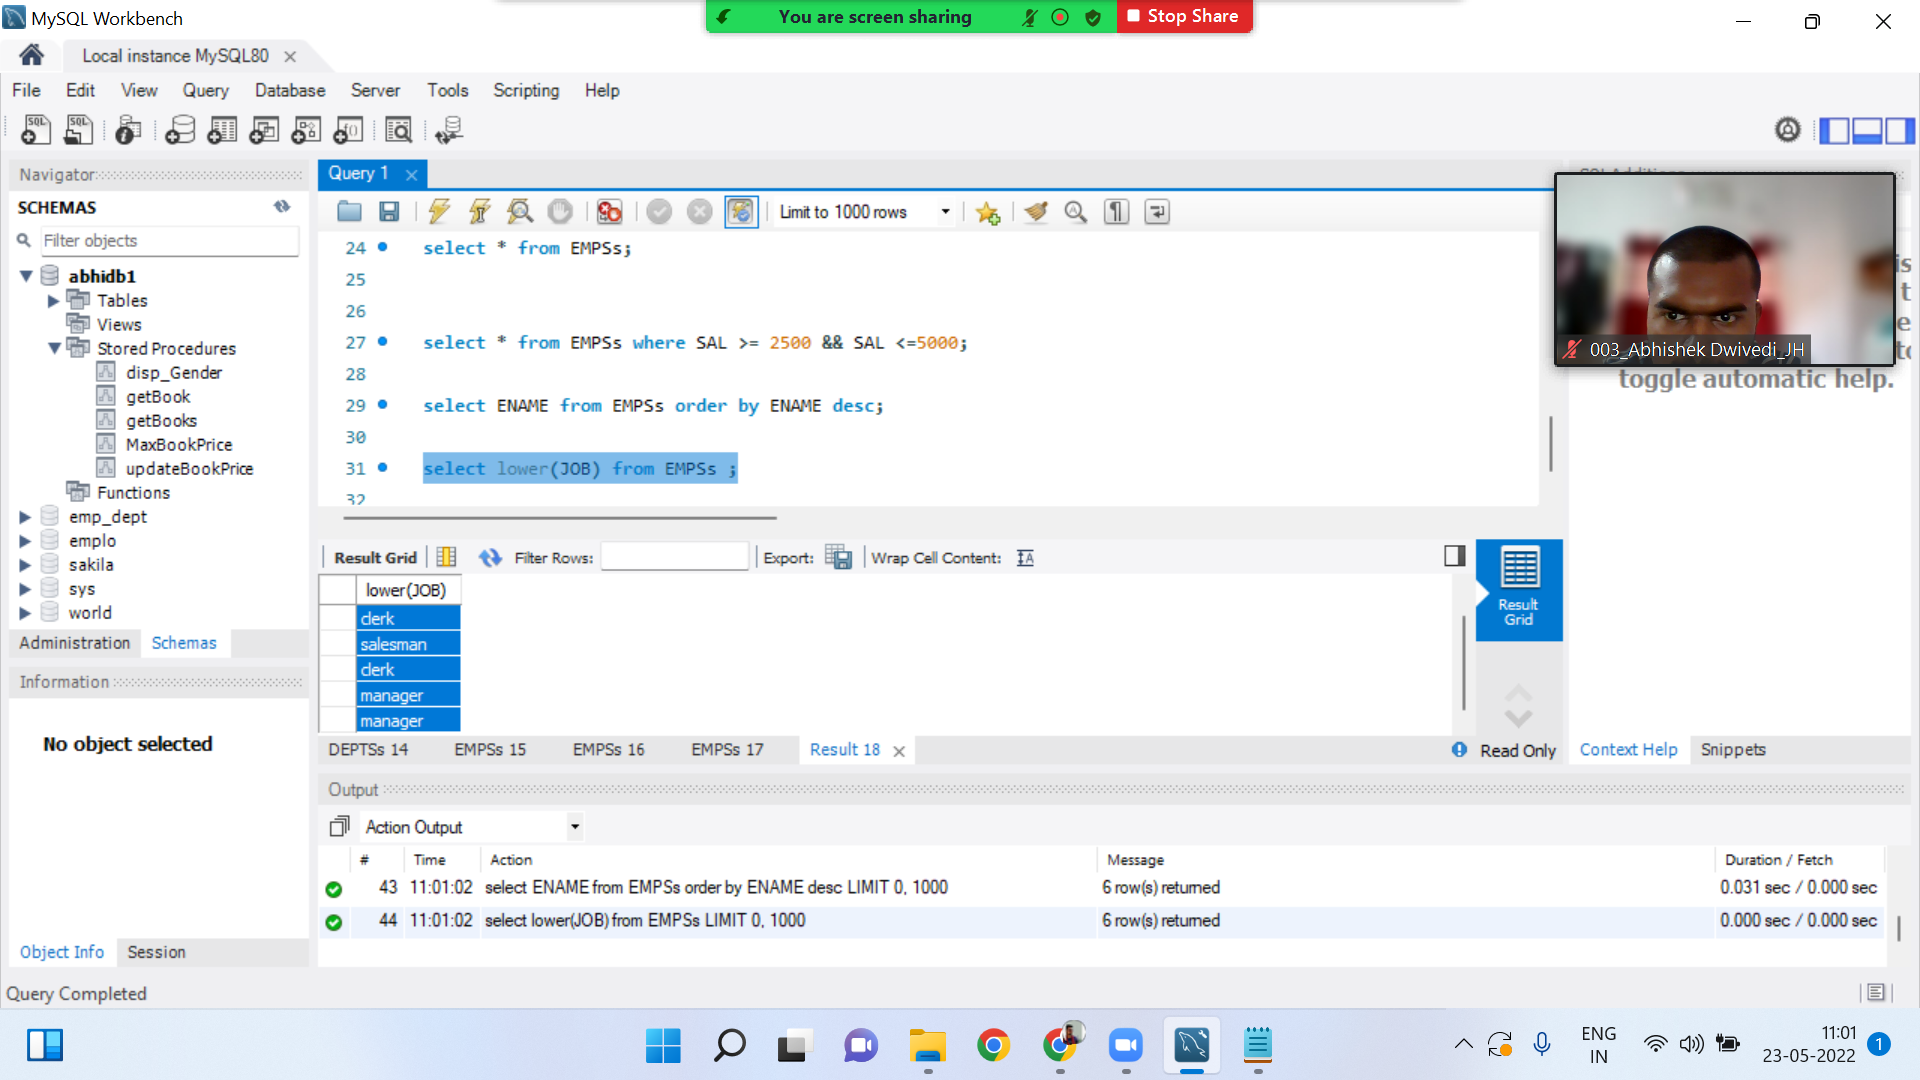 MySQL Workbench
You are screen sharing
Stop Share
Local instance MySQL80
File Edit View Query Database Server Tools Scripting Help
Navigator
SCHEMAS
Filter objects
abhidb1
Tables
Views
Stored Procedures
disp_Gender
getBook
getBooks
MaxBookPrice
updateBookPrice
Functions
emp_dept
emplo
sakila
sys
world
Administration Schemas
Information
No object selected
Object Info Session
Query Completed
Query 1
Limit to 1000 rows
24 select * from EMPSs;
25
26
27 select * from EMPSs where SAL >= 2500 && SAL <=5000;
28
29 select ENAME from EMPSs order by ENAME desc;
30
31 select lower(JOB) from EMPSs ;
32
003_Abhishek Dwivedi_JH
toggle automatic help.
Result Grid Filter Rows: Export: Wrap Cell Content:
lower(JOB)
clerk
salesman
clerk
manager
manager
Result
Grid
DEPTSs 14 EMPSs 15 EMPSs 16 EMPSs 17 Result 18
Read Only
Context Help Snippets
Output
Action Output
# Time Action Message Duration / Fetch
43 11:01:02 select ENAME from EMPSs order by ENAME desc LIMIT 0, 1000 6 row(s) returned 0.031 sec / 0.000 sec
44 11:01:02 select lower(JOB) from EMPSs LIMIT 0, 1000 6 row(s) returned 0.000 sec / 0.000 sec
ENG
IN
11:01
23-05-2022
1